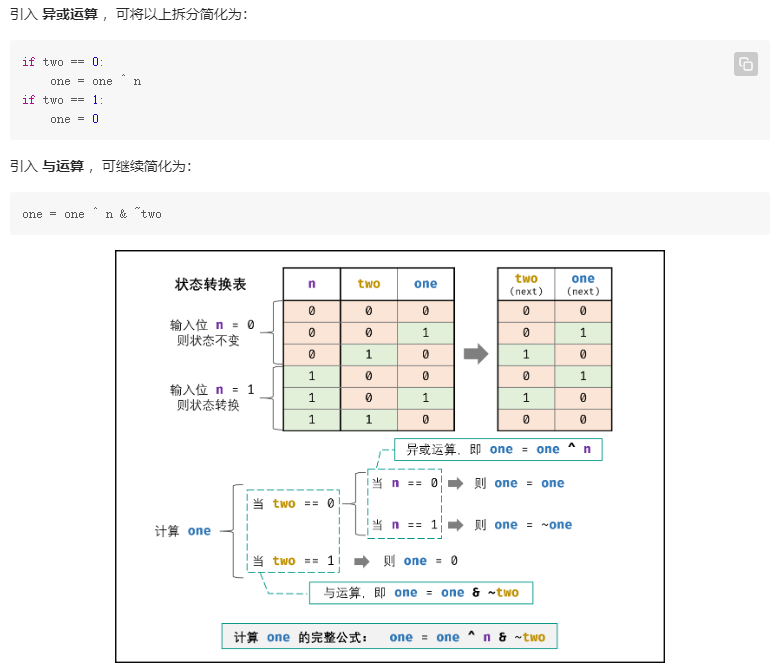 引入 异或运算 ，可将以上拆分简化为：
if two == 0:
one = one ^ n
if two == 1:
one = 0
引入 与运算 ，可继续简化为：
one = one ^ n & ~two
状态转换表
n two one
two (next) one (next)
输入位 n = 0
则状态不变
输入位 n = 1
则状态转换
0 0 0 0 0
0 0 1 0 1
0 1 0 1 0
1 0 0 0 1
1 0 1 1 0
1 1 0 0 0
异或运算，即 one = one ^ n
当 n == 0 则 one = one
当 two == 0
当 n == 1 则 one = ~one
计算 one
当 two == 1 则 one = 0
与运算，即 one = one & ~two
计算 one 的完整公式： one = one ^ n & ~two